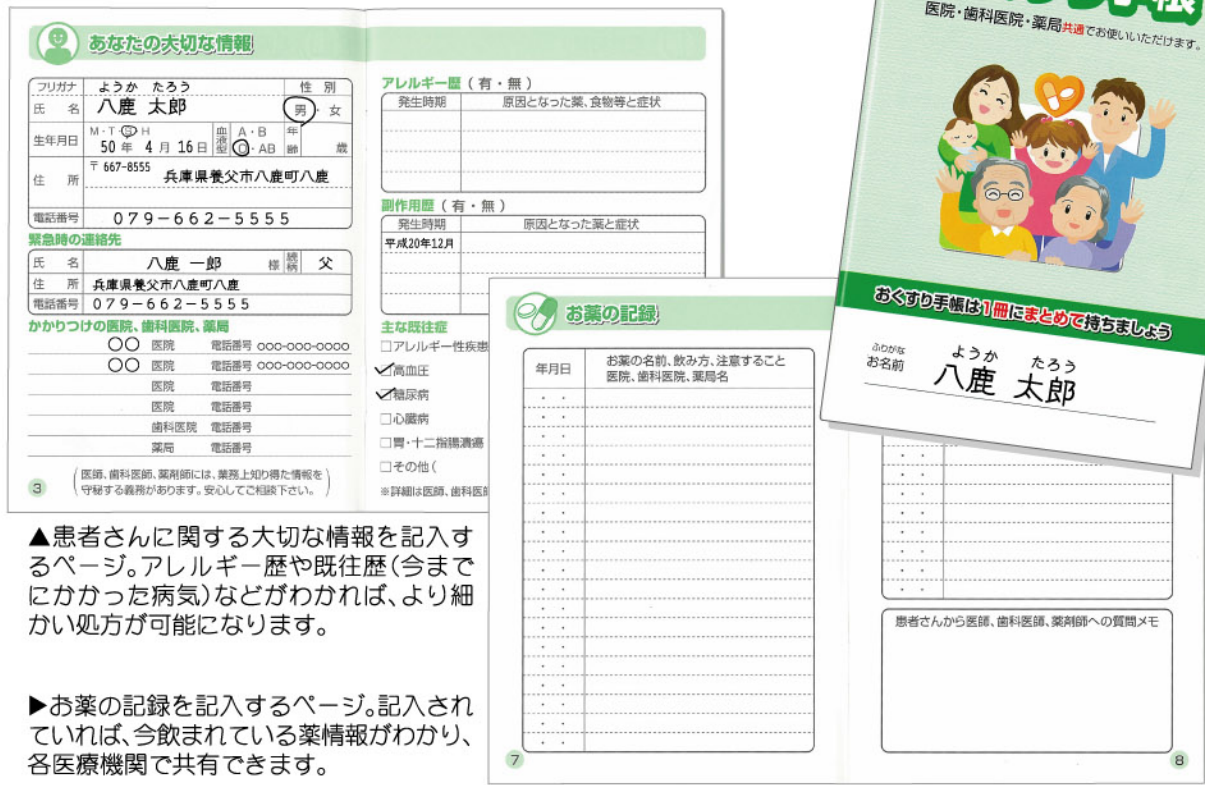 あなたの大切な情報
フリガナ ようか たろう 性別
氏名 八鹿 太郎 男・女
生年月日 M・T・S・H 50年 4月 16日 血液型 A・B O・AB 年齢 歳
住所 〒667-8555 兵庫県養父市八鹿町八鹿
電話番号 079-662-5555
緊急時の連絡先
氏名 八鹿 一郎 様 続柄 父
住所 兵庫県養父市八鹿町八鹿
電話番号 079-662-5555
かかりつけの医院、歯科医院、薬局
○○ 医院 電話番号 000-000-0000
○○ 医院 電話番号 000-000-0000
医院 電話番号
医院 電話番号
歯科医院 電話番号
薬局 電話番号
医師、歯科医師、薬剤師には、業務上知り得た情報を
守秘する義務があります。安心してご相談下さい。
3
アレルギー歴(有・無)
発生時期 原因となった薬、食物等と症状
副作用歴(有・無)
発生時期 原因となった薬と症状
平成20年12月
主な既往症
□アレルギー性疾患
☑高血圧
☑糖尿病
□心臓病
□胃・十二指腸潰瘍
□その他(
※詳細は医師、歯科医師
医院・歯科医院・薬局共通でお使いいただけます。
おくすり手帳は1冊にまとめて持ちましょう
ふりがな ようか たろう
お名前 八鹿 太郎
お薬の記録
年月日 お薬の名前、飲み方、注意すること
医院、歯科医院、薬局名
7
患者さんから医師、歯科医師、薬剤師への質問メモ
8
▲患者さんに関する大切な情報を記入す
るページ。アレルギー歴や既往歴(今まで
にかかった病気)などがわかれば、より細
かい処方が可能になります。
▶お薬の記録を記入するページ。記入され
ていれば、今飲まれている薬情報がわかり、
各医療機関で共有できます。